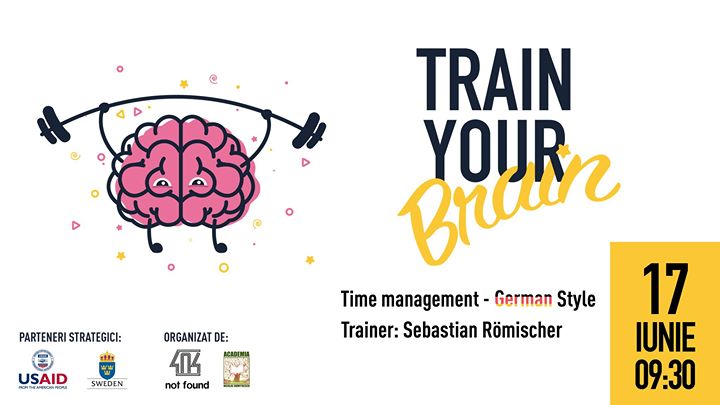 TRAIN
YOUR
Brain
Time management - German Style
Trainer: Sebastian Römischer
17
IUNIE
09:30
PARTENERI STRATEGICI:
USAID
FROM THE AMERICAN PEOPLE
SWEDEN
ORGANIZAT DE:
404
not found
ACADEMIA